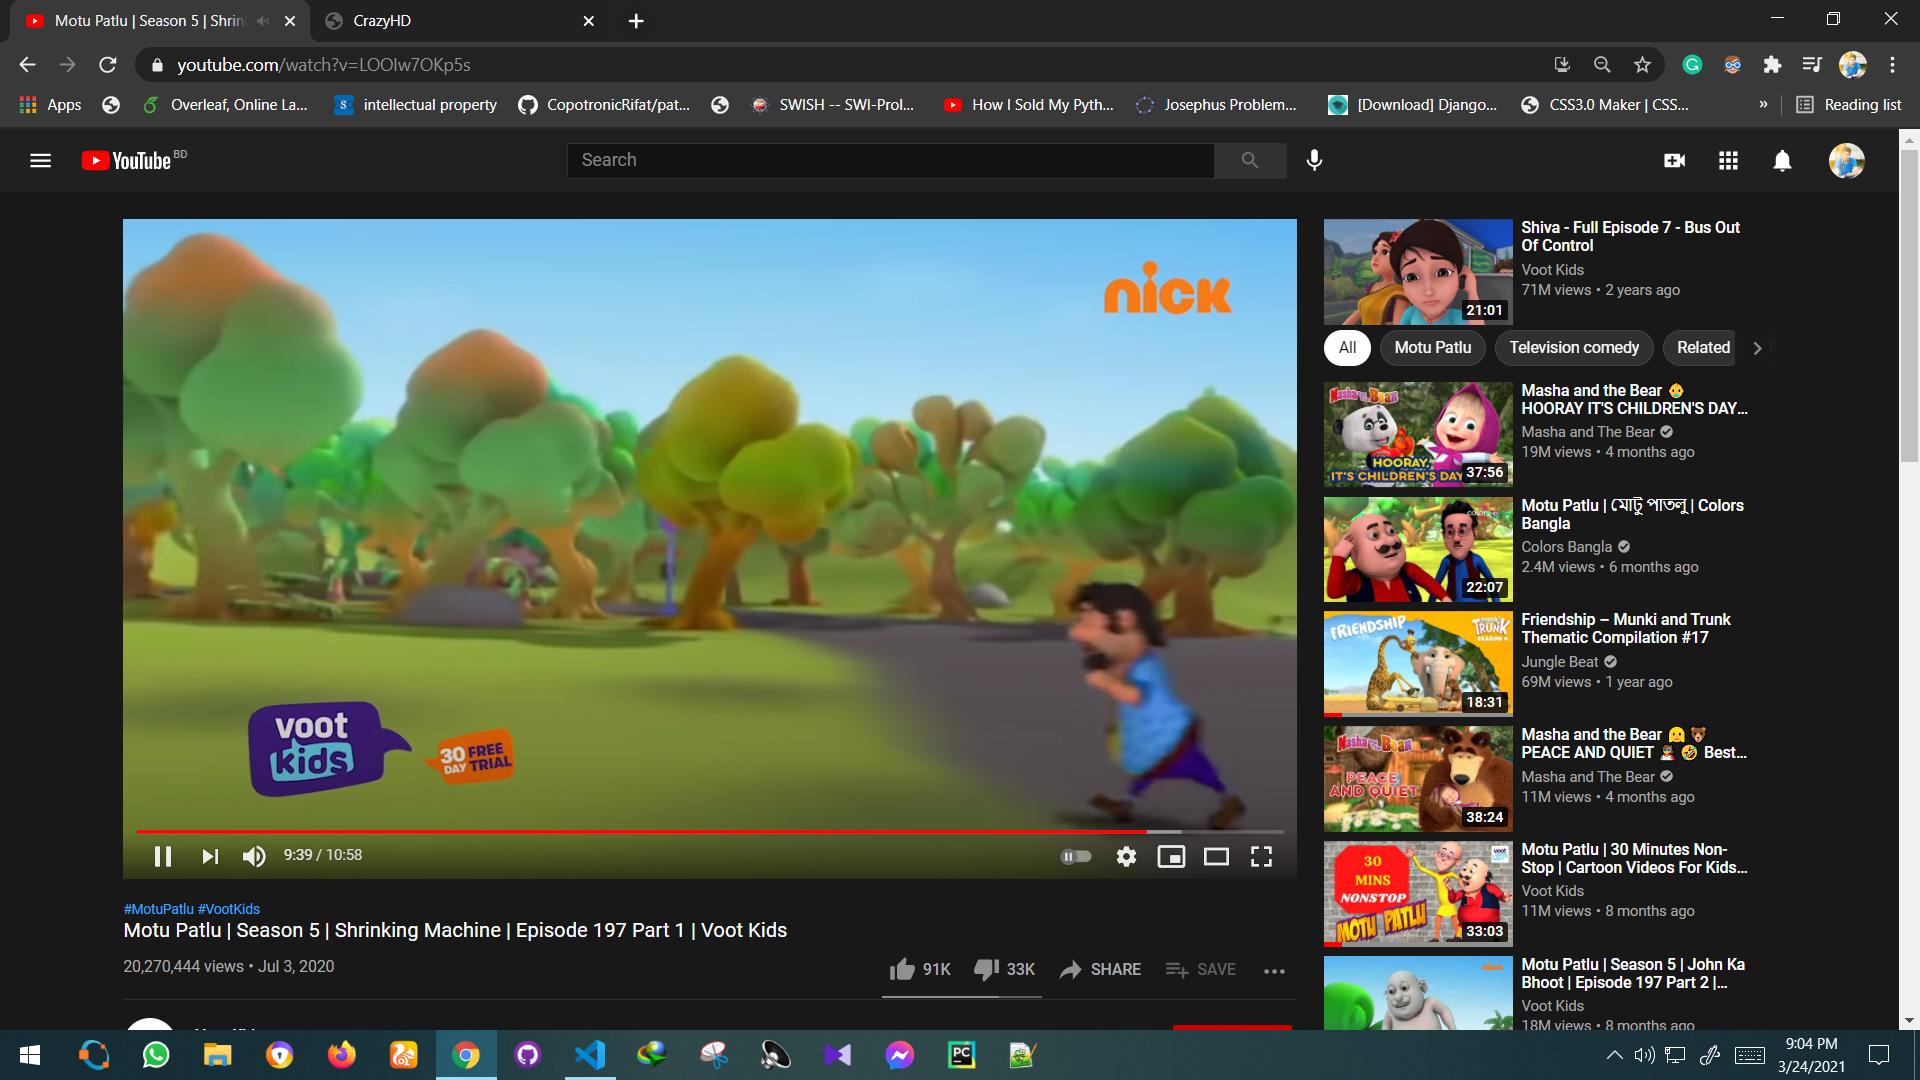 Motu Patlu | Season 5 | Shrin
CrazyHD
youtube.com/watch?v=LOOIw7OKp5s
Apps
Overleaf, Online La...
intellectual property
CopotronicRifat/pat...
SWISH -- SWI-Prol...
How I Sold My Pyth...
Josephus Problem...
[Download] Django...
CSS3.0 Maker | CSS...
»
Reading list
YouTube BD
Search
nick
voot
kids
30 DAY FREE TRIAL
9:39 / 10:58
#MotuPatlu #VootKids
Motu Patlu | Season 5 | Shrinking Machine | Episode 197 Part 1 | Voot Kids
20,270,444 views • Jul 3, 2020
91K
33K
SHARE
SAVE
Shiva - Full Episode 7 - Bus Out
Of Control
Voot Kids
71M views • 2 years ago
21:01
All
Motu Patlu
Television comedy
Related
Masha and the Bear 👶
HOORAY IT'S CHILDREN'S DAY...
Masha and The Bear
19M views • 4 months ago
HOORAY,
IT'S CHILDREN'S DAY
37:56
Motu Patlu | মোটু পাতলু | Colors
Bangla
Colors Bangla
2.4M views • 6 months ago
22:07
Friendship – Munki and Trunk
Thematic Compilation #17
Jungle Beat
69M views • 1 year ago
FRIENDSHIP
TRUNK
18:31
Masha and the Bear 👱‍♀️🐻
PEACE AND QUIET 🤣 Best...
Masha and The Bear
11M views • 4 months ago
PEACE
AND QUIET
38:24
Motu Patlu | 30 Minutes Non-
Stop | Cartoon Videos For Kids...
Voot Kids
11M views • 8 months ago
30
MINS
NONSTOP
MOTU PATLU
33:03
Motu Patlu | Season 5 | John Ka
Bhoot | Episode 197 Part 2 |...
Voot Kids
18M views • 8 months ago
9:04 PM
3/24/2021